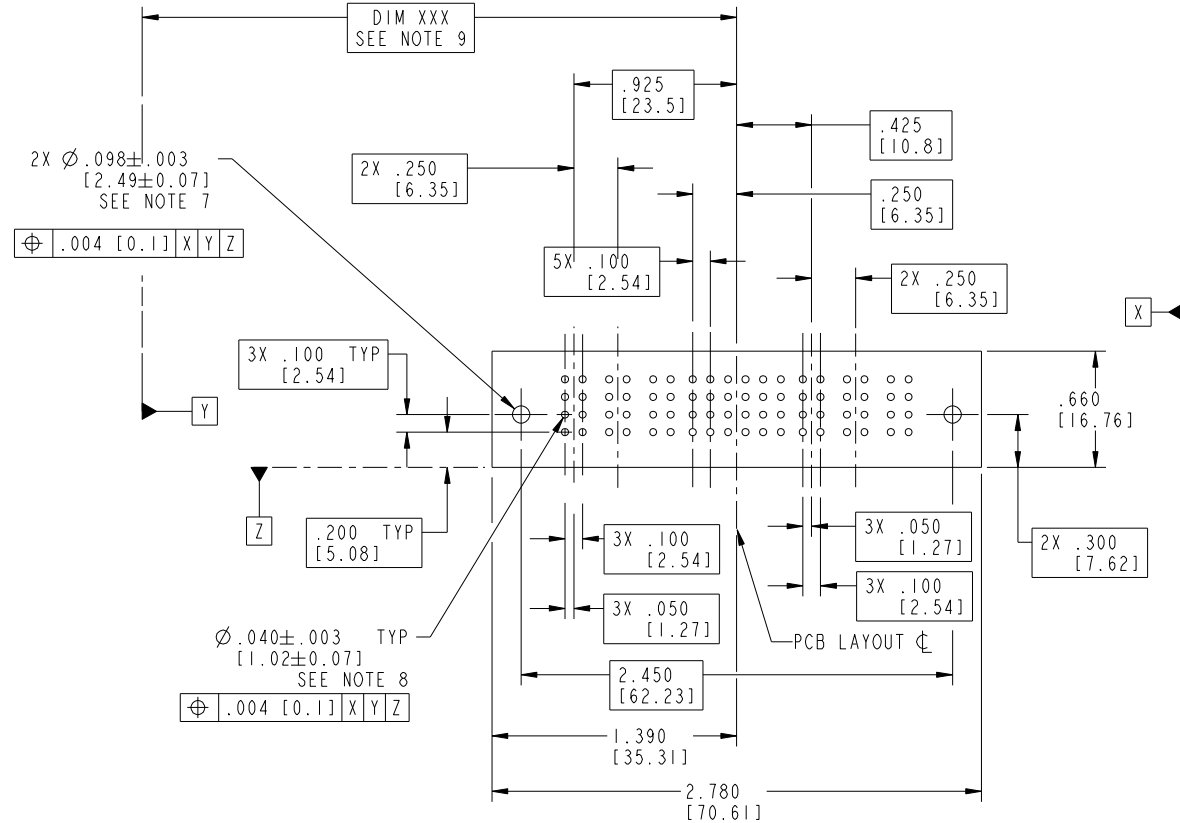 DIM XXX
SEE NOTE 9
.925
[23.5]
.425
[10.8]
2X Ø .098±.003
[2.49±0.07]
SEE NOTE 7
2X .250
[6.35]
.250
[6.35]
⌖ .004 [0.1] X Y Z
5X .100
[2.54]
2X .250
[6.35]
X
3X .100 TYP
[2.54]
Y
.660
[16.76]
Z
.200 TYP
[5.08]
3X .100
[2.54]
3X .050
[1.27]
2X .300
[7.62]
3X .050
[1.27]
3X .100
[2.54]
Ø .040±.003 TYP
[1.02±0.07]
SEE NOTE 8
PCB LAYOUT ℄
⌖ .004 [0.1] X Y Z
2.450
[62.23]
1.390
[35.31]
2.780
[70.61]